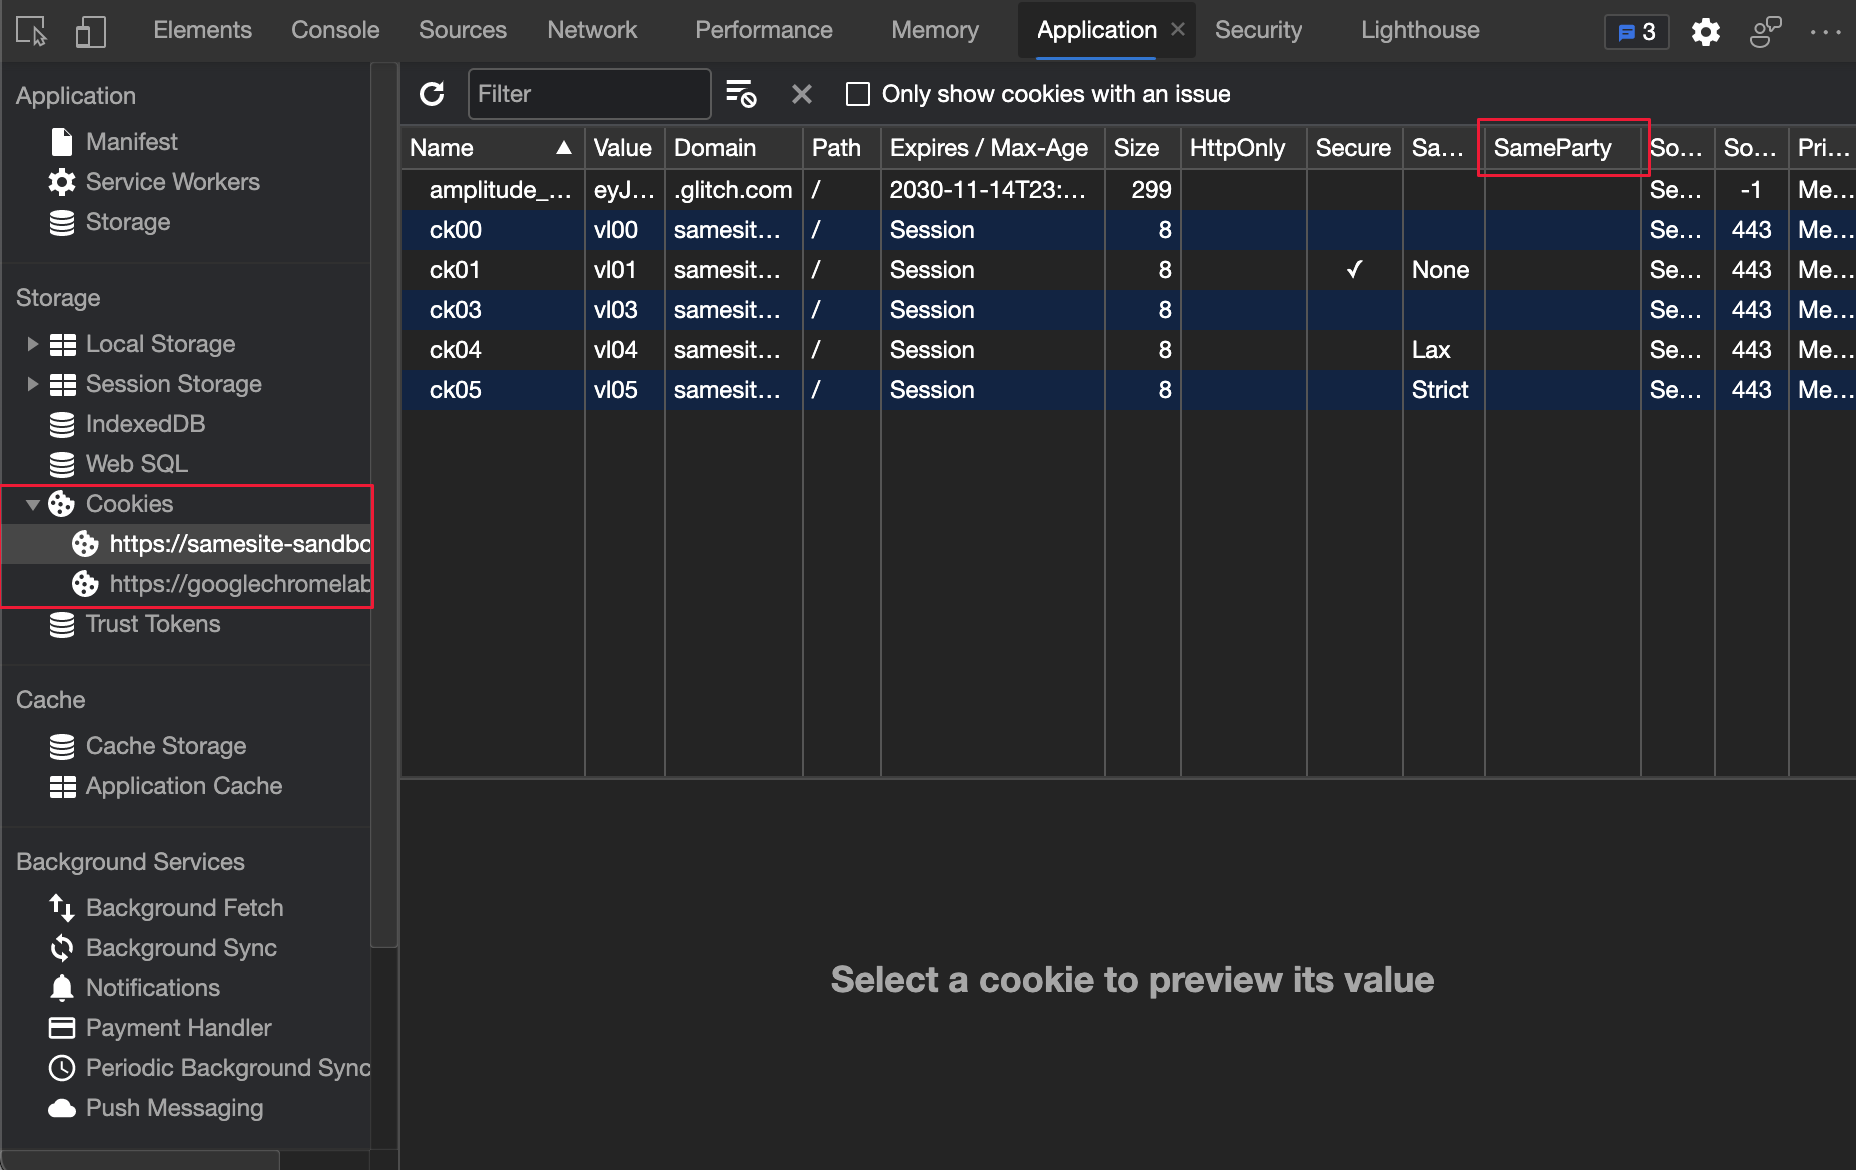 Elements Console Sources Network Performance Memory Application Security Lighthouse 3
Application
Manifest
Service Workers
Storage
Storage
Local Storage
Session Storage
IndexedDB
Web SQL
Cookies
https://samesite-sandbo
https://googlechromelab
Trust Tokens
Cache
Cache Storage
Application Cache
Background Services
Background Fetch
Background Sync
Notifications
Payment Handler
Periodic Background Sync
Push Messaging
Filter Only show cookies with an issue
Name ▲ Value Domain Path Expires / Max-Age Size HttpOnly Secure Sa... SameParty So... So... Pri...
amplitude_... eyJ... .glitch.com / 2030-11-14T23:... 299 Se... -1 Me...
ck00 vl00 samesit... / Session 8 Se... 443 Me...
ck01 vl01 samesit... / Session 8 ✓ None Se... 443 Me...
ck03 vl03 samesit... / Session 8 Se... 443 Me...
ck04 vl04 samesit... / Session 8 Lax Se... 443 Me...
ck05 vl05 samesit... / Session 8 Strict Se... 443 Me...
Select a cookie to preview its value